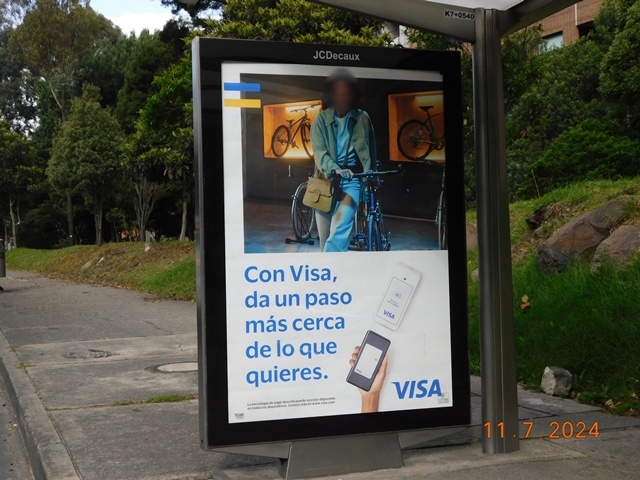 K7+0540
JCDecaux
Con Visa,
da un paso
más cerca
de lo que
quieres.
VISA
VISA
11.7.2024